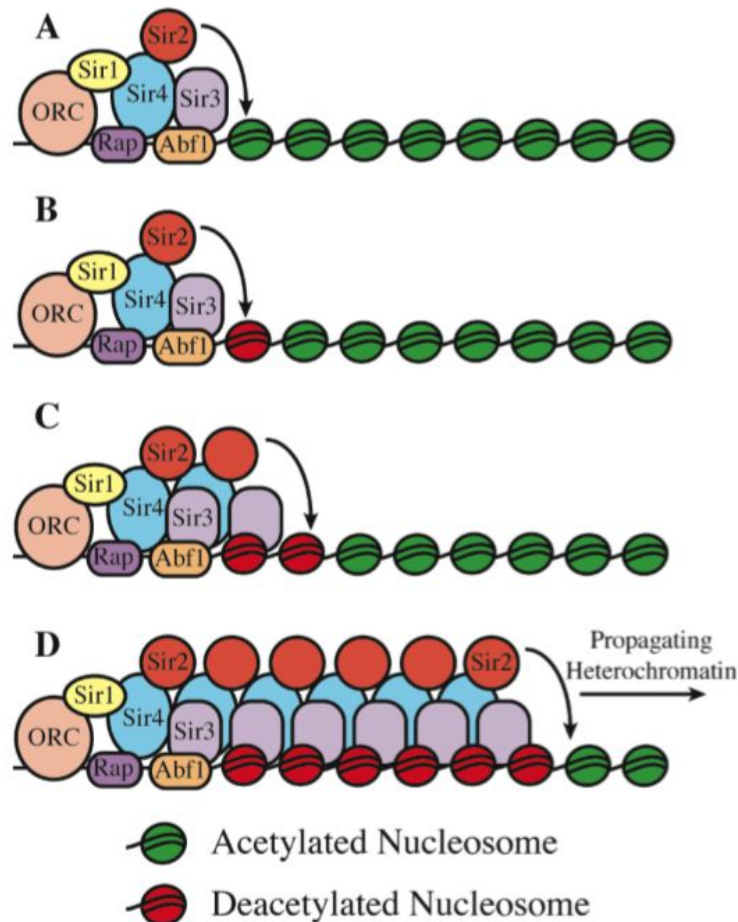 A
Sir2
Sir1
Sir4
Sir3
ORC
Rap
Abf1
B
Sir2
Sir1
Sir4
Sir3
ORC
Rap
Abf1
C
Sir2
Sir1
Sir4
Sir3
ORC
Rap
Abf1
D
Sir2
Sir2
Propagating
Heterochromatin
Sir1
Sir4
Sir3
ORC
Rap
Abf1
Acetylated Nucleosome
Deacetylated Nucleosome